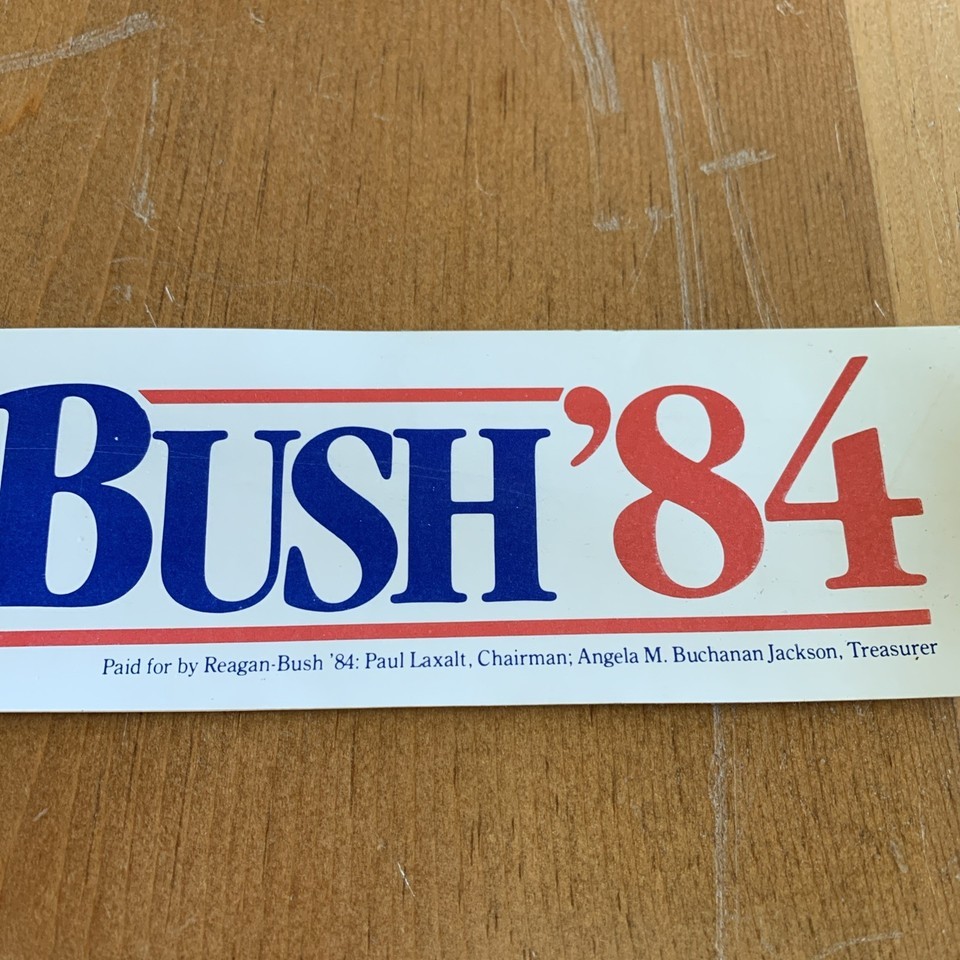 BUSH '84
Paid for by Reagan-Bush '84: Paul Laxalt, Chairman; Angela M. Buchanan Jackson, Treasurer